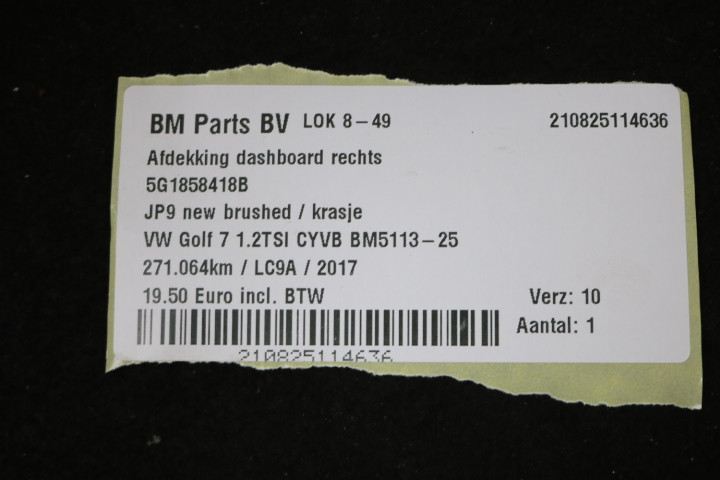 BM Parts BV LOK 8-49 210825114636
Afdekking dashboard rechts
5G1858418B
JP9 new brushed / krasje
VW Golf 7 1.2TSI CYVB BM5113-25
271.064km / LC9A / 2017
19.50 Euro incl. BTW Verz: 10
Aantal: 1
210825114636